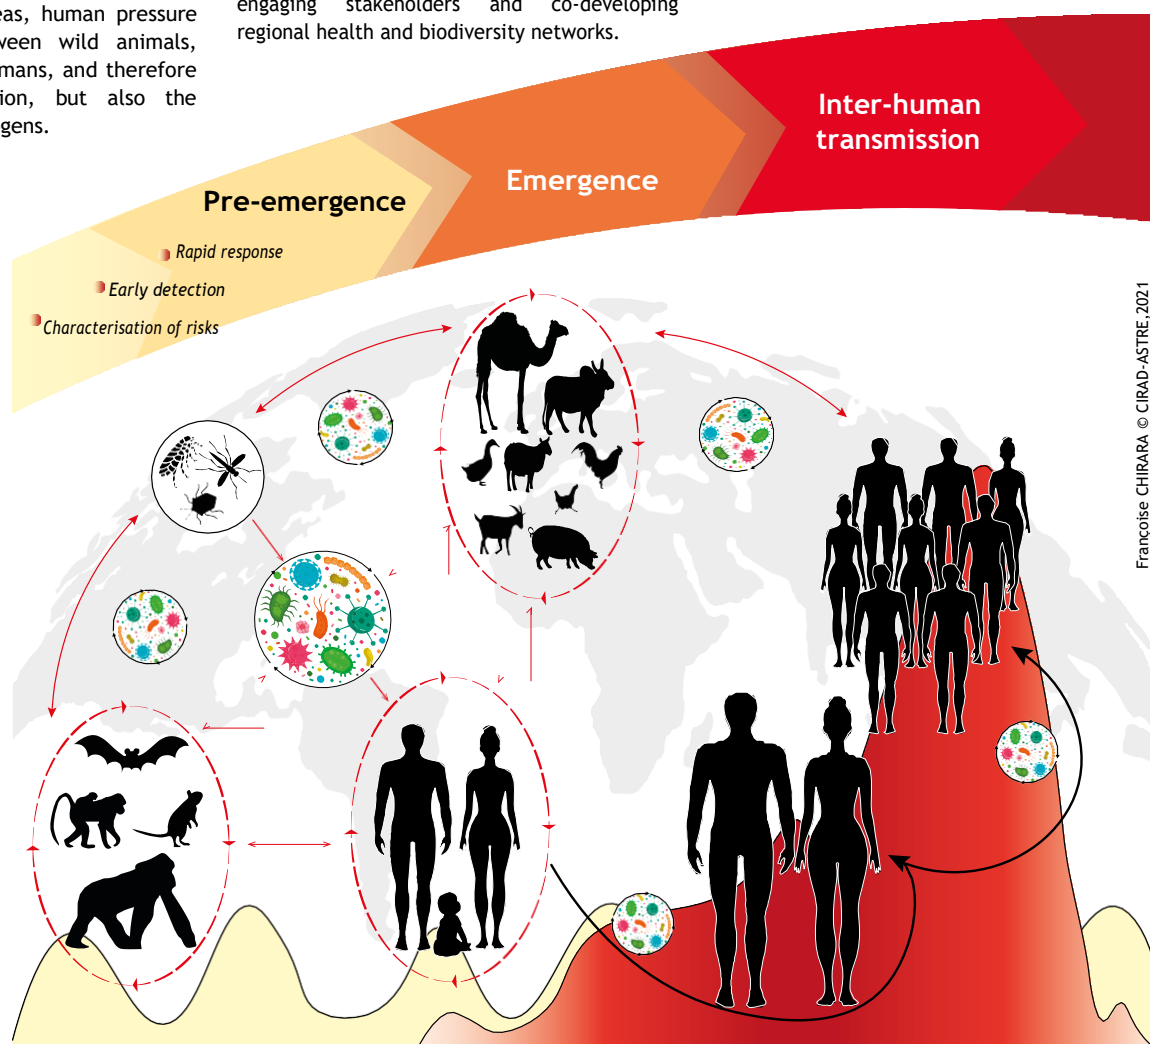 eas, human pressure
ween wild animals,
mans, and therefore
ion, but also the
gens.
engaging stakeholders and co-developing
regional health and biodiversity networks.
Inter-human
transmission
Emergence
Pre-emergence
Rapid response
Early detection
Characterisation of risks
Françoise CHIRARA © CIRAD-ASTRE,2021